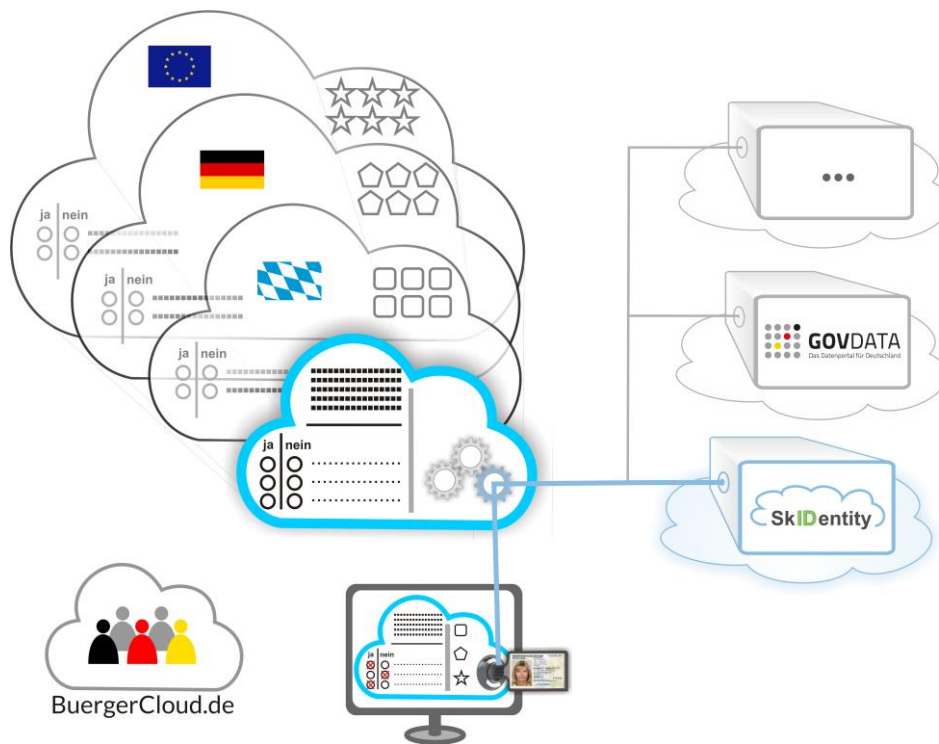 ja nein
ja nein
ja nein
ja nein
...
GOVDATA
Das Datenportal für Deutschland
SkIDentity
ja nein
BuergerCloud.de